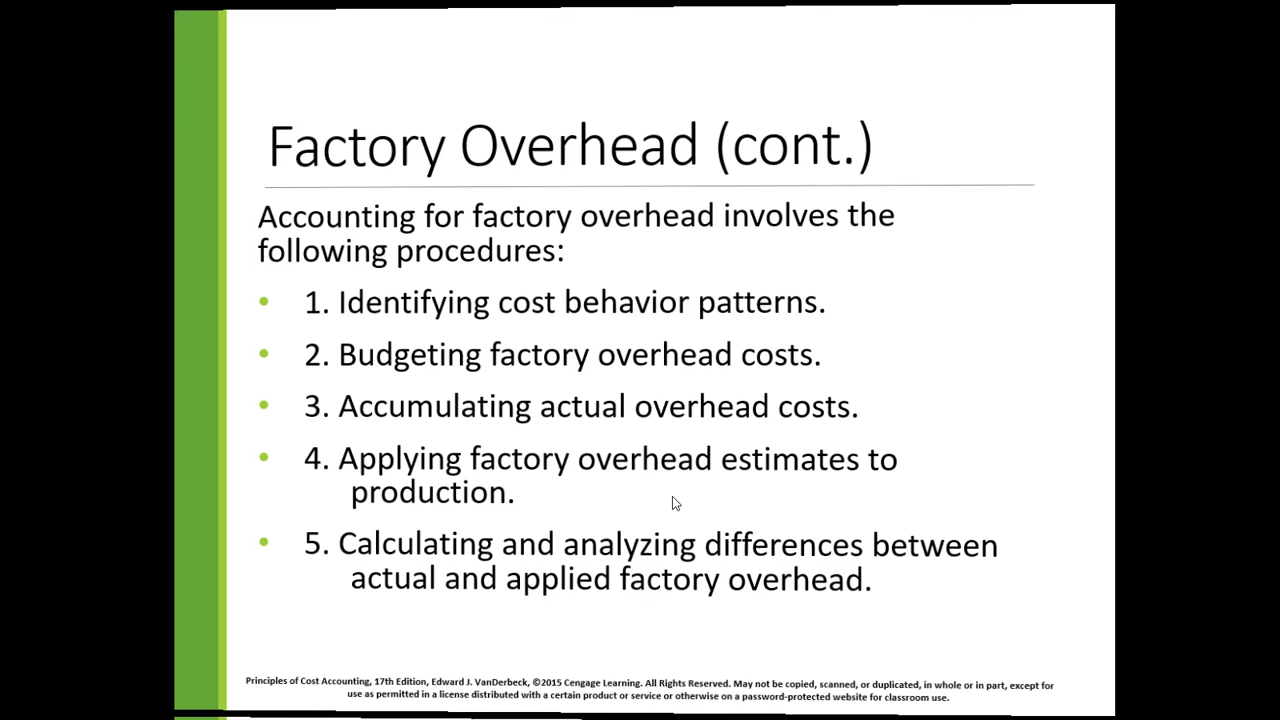 Factory Overhead (cont.)
Accounting for factory overhead involves the
following procedures:
• 1. Identifying cost behavior patterns.
• 2. Budgeting factory overhead costs.
• 3. Accumulating actual overhead costs.
• 4. Applying factory overhead estimates to
production.
• 5. Calculating and analyzing differences between
actual and applied factory overhead.
Principles of Cost Accounting, 17th Edition, Edward J. VanDerbeck, ©2015 Cengage Learning. All Rights Reserved. May not be copied, scanned, or duplicated, in whole or in part, except for
use as permitted in a license distributed with a certain product or service or otherwise on a password-protected website for classroom use.